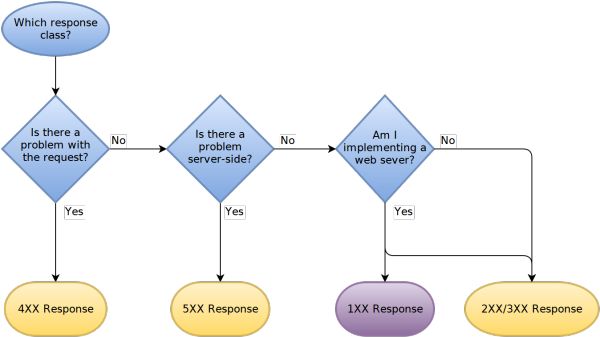 Which response
class?
Is there a
problem with
the request?
No
Is there a
problem
server-side?
No
Am I
implementing a
web sever?
No
Yes
Yes
Yes
4XX Response
5XX Response
1XX Response
2XX/3XX Response